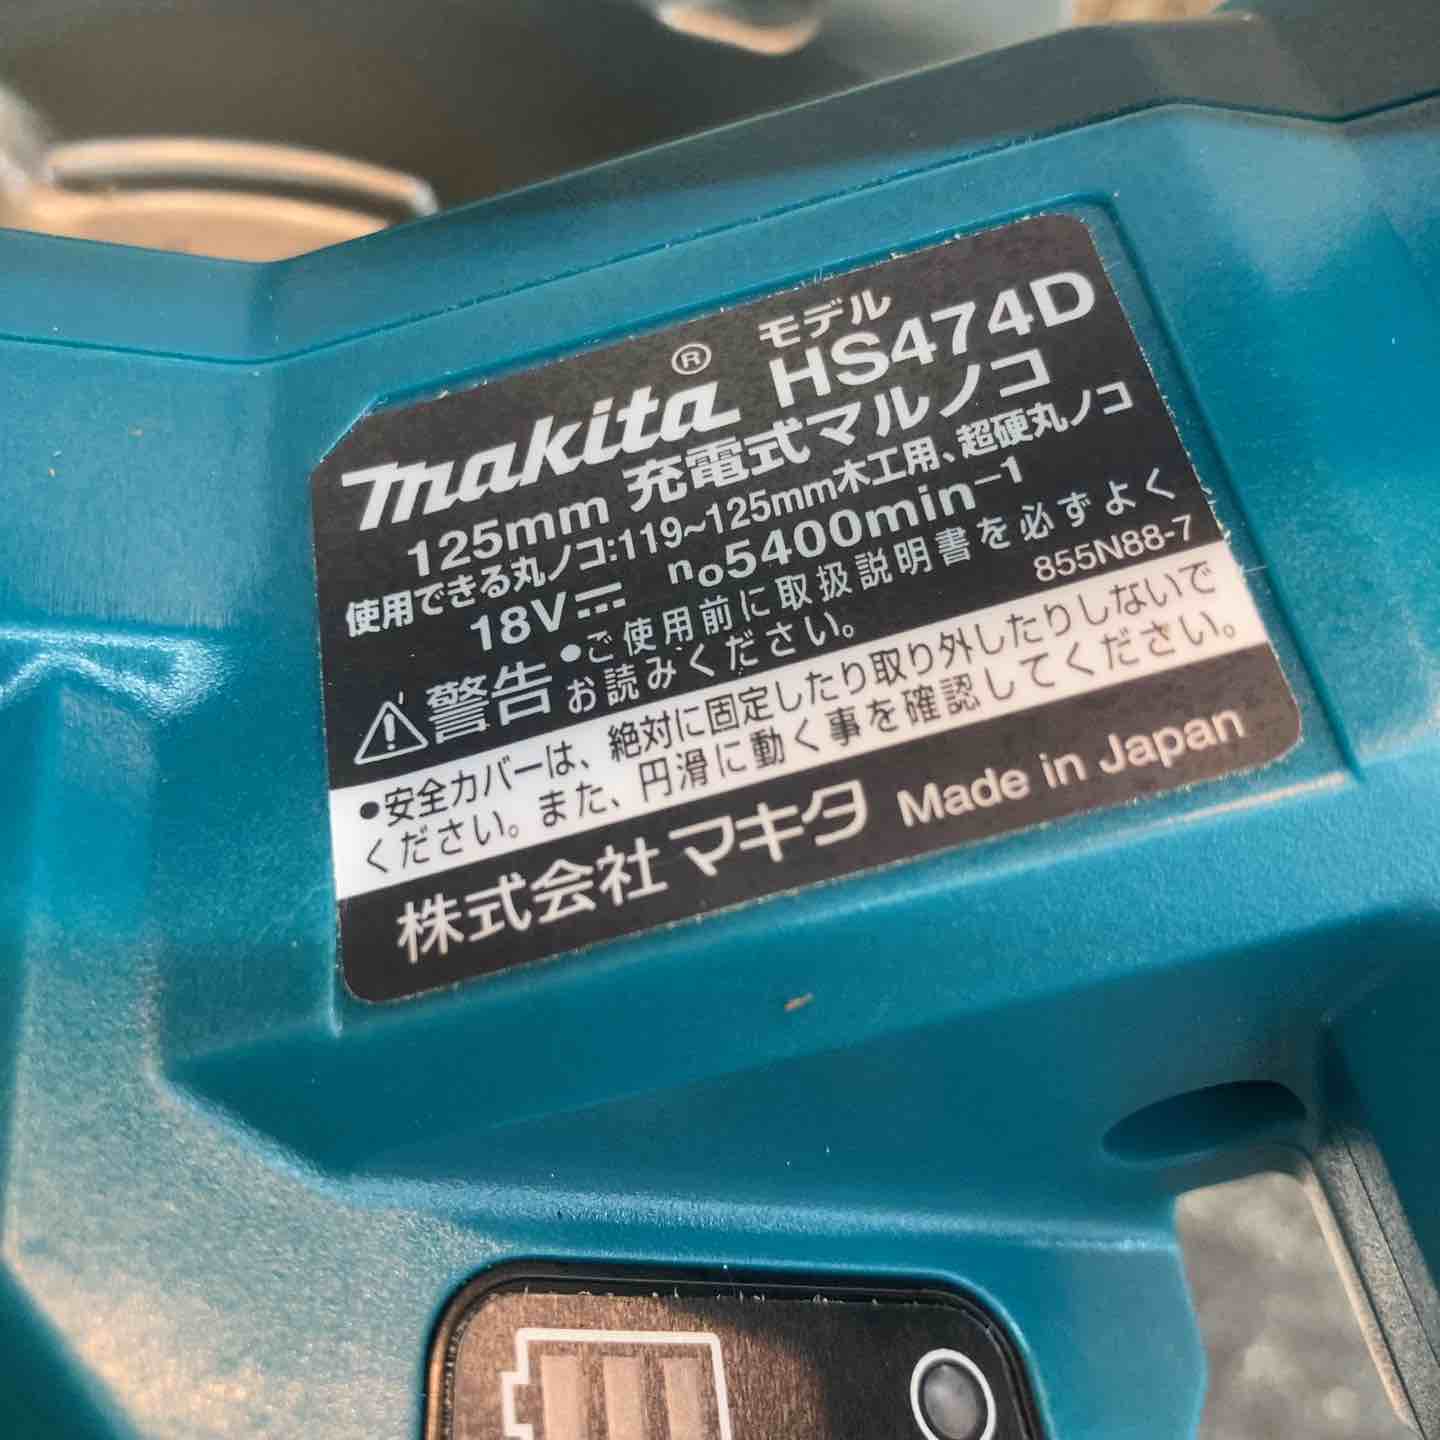 モデル
makita® HS474D
125mm 充電式マルノコ
使用できる丸ノコ:119~125mm木工用、超硬丸ノコ
18V⎓ n₀5400min⁻¹
⚠警告 •ご使用前に取扱説明書を必ずよく
お読みください。 855N88-7
•安全カバーは、絶対に固定したり取り外したりしないで
ください。また、円滑に動く事を確認してください。
株式会社 マキタ Made in Japan